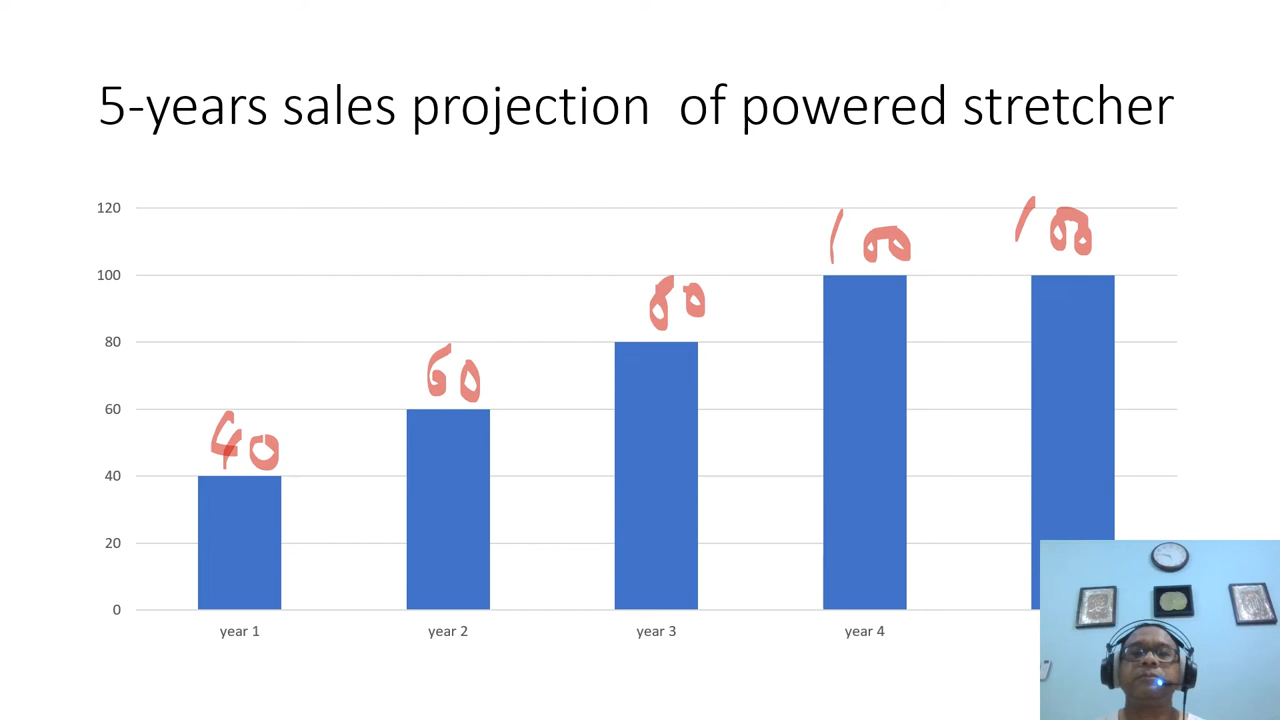 5-years sales projection of powered stretcher
120
100
80
60
40
20
0
40
60
80
100
100
year 1
year 2
year 3
year 4